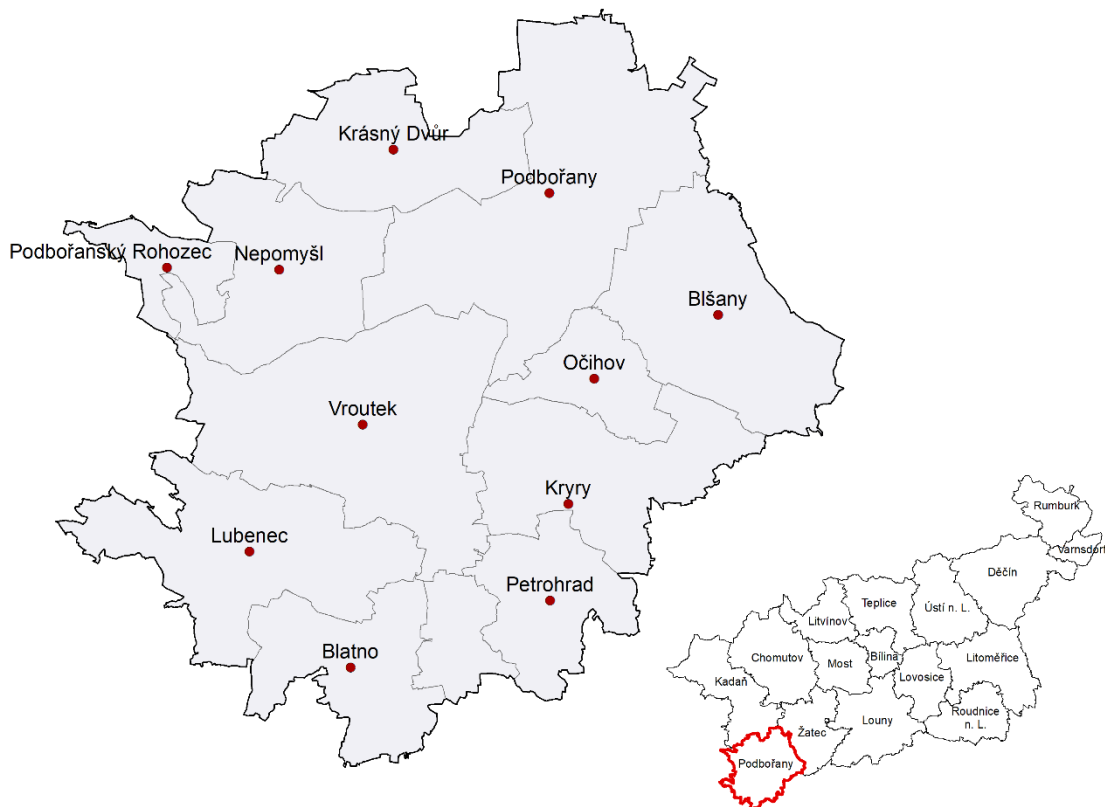 Krásný Dvůr
Podbořany
Podbořanský Rohozec
Nepomyšl
Blšany
Očihov
Vroutek
Kryry
Lubenec
Petrohrad
Blatno
Rumburk
Varnsdorf
Děčín
Teplice
Ústí n. L.
Litvínov
Chomutov
Most
Bílina
Litoměřice
Lovosice
Kadaň
Roudnice
n. L.
Louny
Žatec
Podbořany